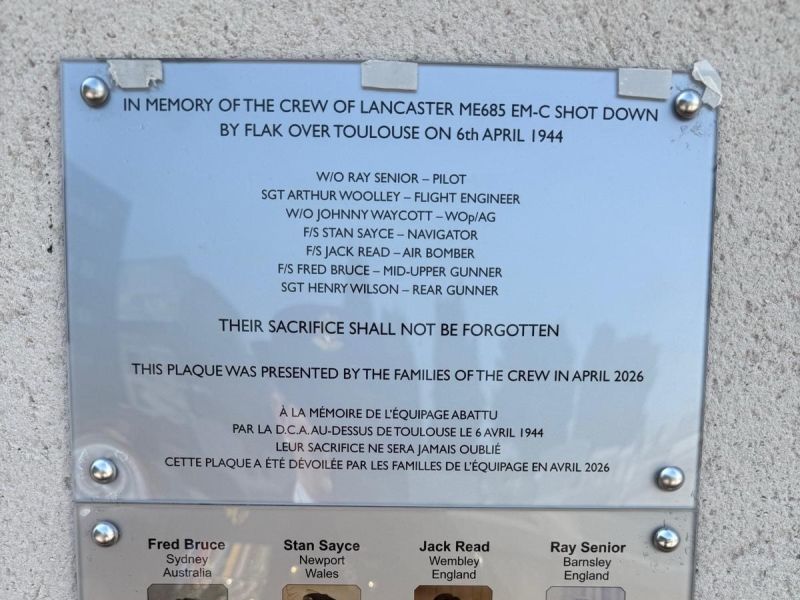 IN MEMORY OF THE CREW OF LANCASTER ME685 EM-C SHOT DOWN
BY FLAK OVER TOULOUSE ON 6th APRIL 1944
W/O RAY SENIOR – PILOT
SGT ARTHUR WOOLLEY – FLIGHT ENGINEER
W/O JOHNNY WAYCOTT – WOp/AG
F/S STAN SAYCE – NAVIGATOR
F/S JACK READ – AIR BOMBER
F/S FRED BRUCE – MID-UPPER GUNNER
SGT HENRY WILSON – REAR GUNNER
THEIR SACRIFICE SHALL NOT BE FORGOTTEN
THIS PLAQUE WAS PRESENTED BY THE FAMILIES OF THE CREW IN APRIL 2026
À LA MÉMOIRE DE L'ÉQUIPAGE ABATTU
PAR LA D.C.A. AU-DESSUS DE TOULOUSE LE 6 AVRIL 1944
LEUR SACRIFICE NE SERA JAMAIS OUBLIÉ
CETTE PLAQUE A ÉTÉ DÉVOILÉE PAR LES FAMILLES DE L'ÉQUIPAGE EN AVRIL 2026
Fred Bruce
Sydney
Australia
Stan Sayce
Newport
Wales
Jack Read
Wembley
England
Ray Senior
Barnsley
England